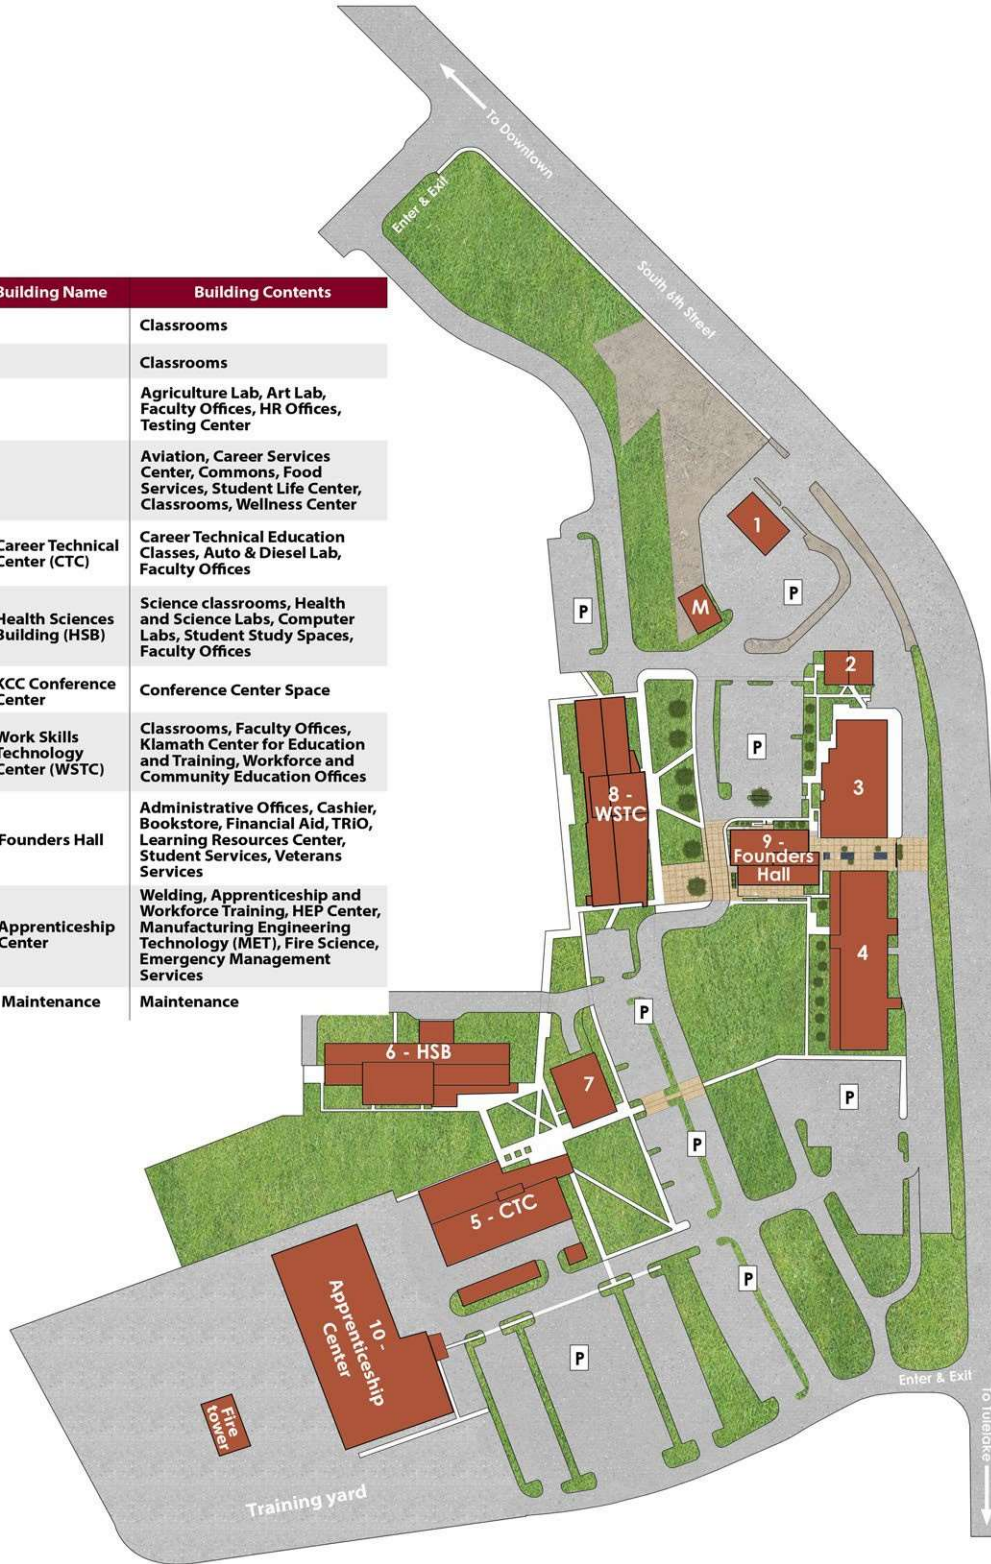 To Downtown
Enter & Exit
South 6th Street
Building Name
Building Contents
Classrooms
Classrooms
Agriculture Lab, Art Lab,
Faculty Offices, HR Offices,
Testing Center
Aviation, Career Services
Center, Commons, Food
Services, Student Life Center,
Classrooms, Wellness Center
Career Technical
Center (CTC)
Career Technical Education
Classes, Auto & Diesel Lab,
Faculty Offices
Health Sciences
Building (HSB)
Science classrooms, Health
and Science Labs, Computer
Labs, Student Study Spaces,
Faculty Offices
KCC Conference
Center
Conference Center Space
Work Skills
Technology
Center (WSTC)
Classrooms, Faculty Offices,
Klamath Center for Education
and Training, Workforce and
Community Education Offices
Founders Hall
Administrative Offices, Cashier,
Bookstore, Financial Aid, TRiO,
Learning Resources Center,
Student Services, Veterans
Services
Apprenticeship
Center
Welding, Apprenticeship and
Workforce Training, HEP Center,
Manufacturing Engineering
Technology (MET), Fire Science,
Emergency Management
Services
Maintenance
Maintenance
1
P
M
P
2
P
3
8 -
WSTC
9 -
Founders
Hall
4
P
6 - HSB
7
P
P
5 - CTC
P
10 -
Apprenticeship
Center
P
Enter & Exit
To Tulelake
Fire
tower
Training yard